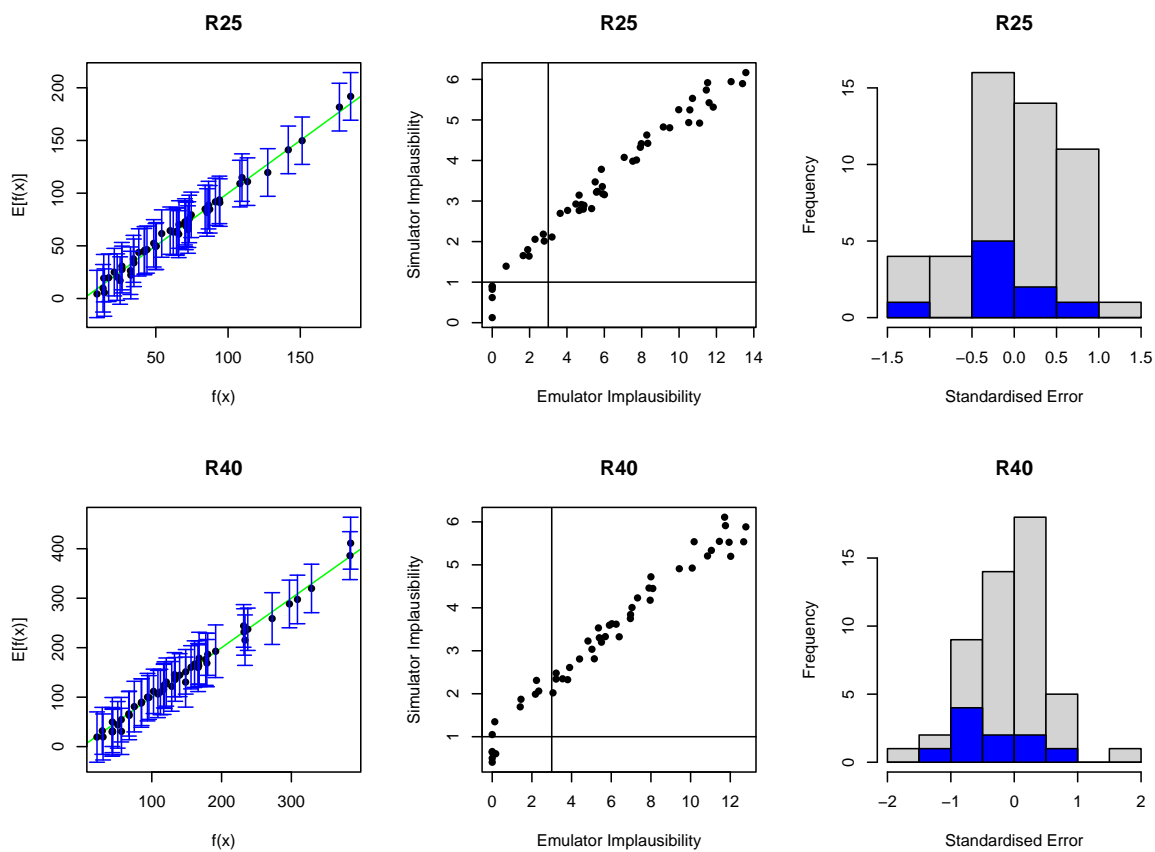 R25
E[f(x)]
0 50 100 150 200
50 100 150
f(x)
R25
Simulator Implausibility
0 1 2 3 4 5 6
0 2 4 6 8 10 12 14
Emulator Implausibility
R25
Frequency
0 5 10 15
−1.5 −0.5 0.0 0.5 1.0 1.5
Standardised Error
R40
E[f(x)]
0 100 200 300 400
100 200 300
f(x)
R40
Simulator Implausibility
1 2 3 4 5 6
0 2 4 6 8 10 12
Emulator Implausibility
R40
Frequency
0 5 10 15
−2 −1 0 1 2
Standardised Error